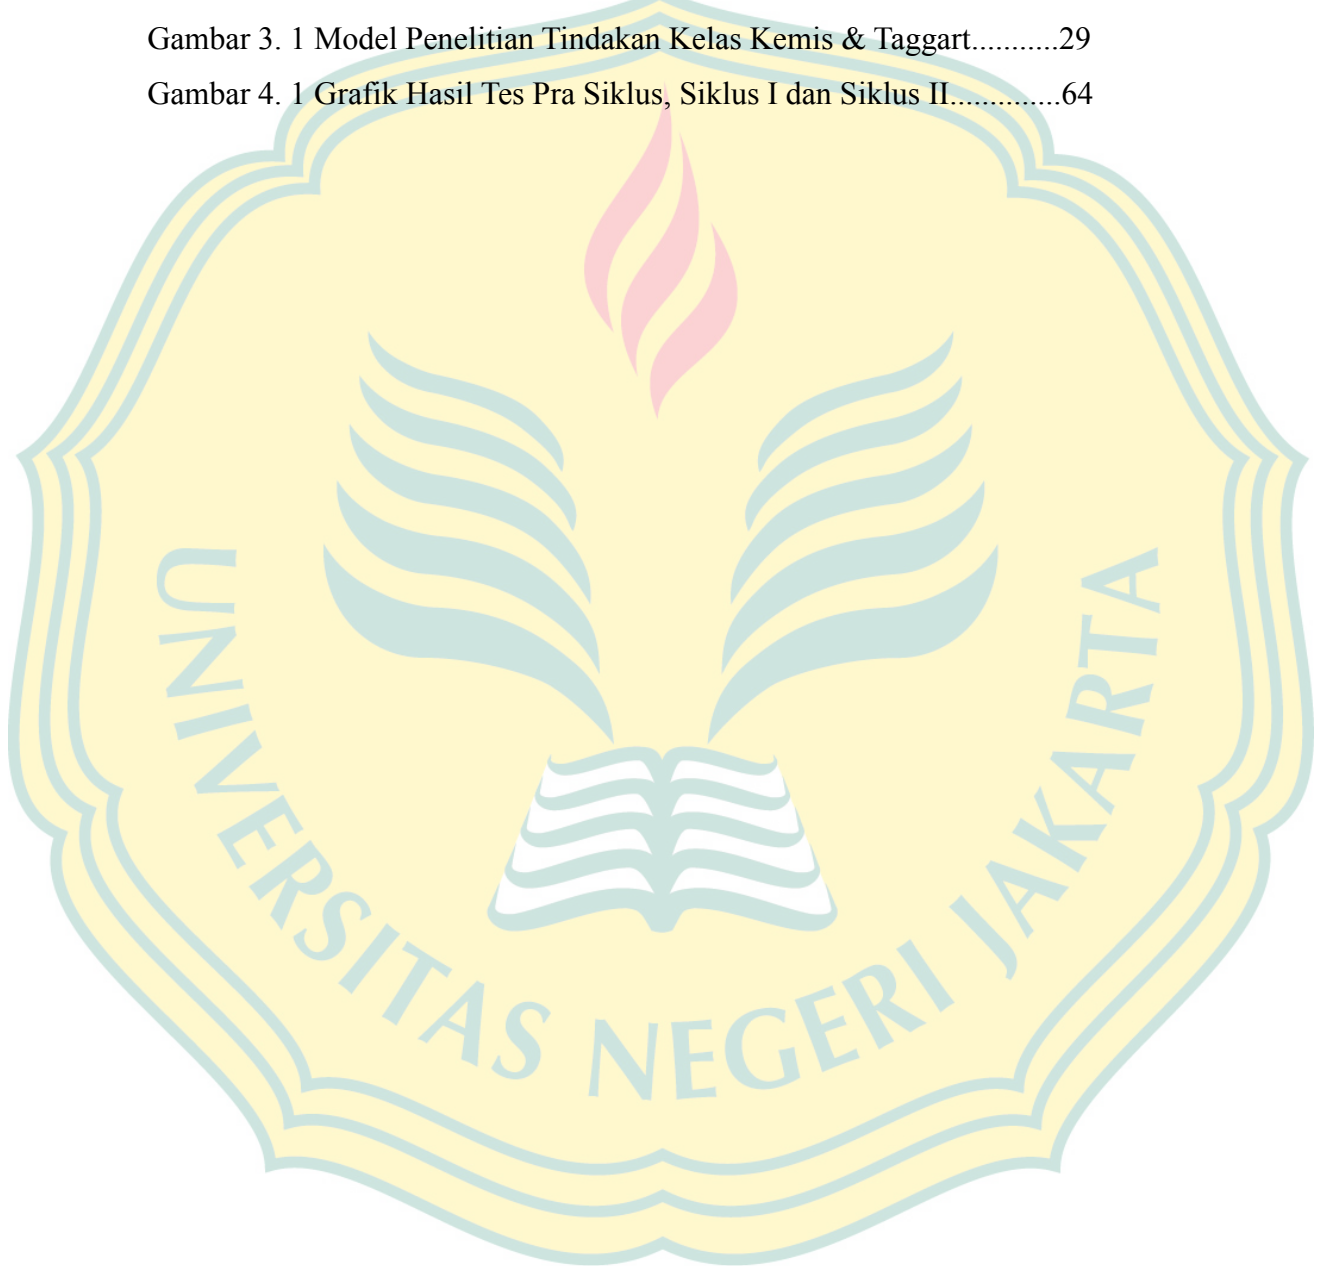 Gambar 3. 1 Model Penelitian Tindakan Kelas Kemis & Taggart...........29
Gambar 4. 1 Grafik Hasil Tes Pra Siklus, Siklus I dan Siklus II.............64
UNIVERSITAS NEGERI JAKARTA